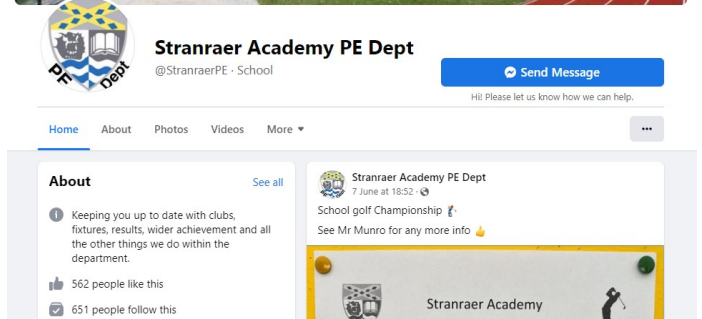 PE Dept
Stranraer Academy PE Dept
@StranraerPE · School
Send Message
Hi! Please let us know how we can help.
Home About Photos Videos More
About
See all
Keeping you up to date with clubs,
fixtures, results, wider achievement and all
the other things we do within the
department.
562 people like this
651 people follow this
Stranraer Academy PE Dept
7 June at 18:52 ·
School golf Championship 🏌️
See Mr Munro for any more info 👍
Stranraer Academy